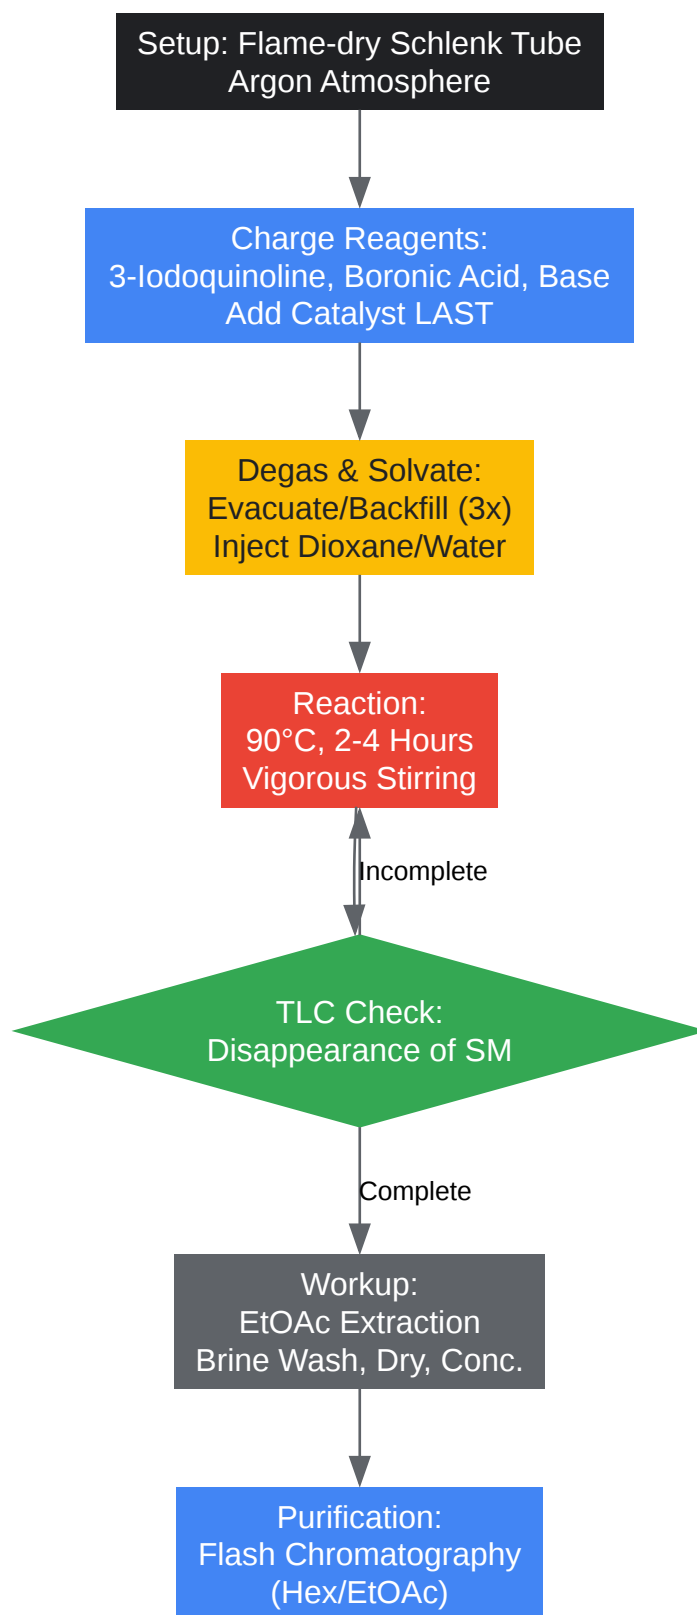 Setup: Flame-dry Schlenk Tube
Argon Atmosphere
Charge Reagents:
3-Iodoquinoline, Boronic Acid, Base
Add Catalyst LAST
Degas & Solvate:
Evacuate/Backfill (3x)
Inject Dioxane/Water
Reaction:
90°C, 2-4 Hours
Vigorous Stirring
Incomplete
TLC Check:
Disappearance of SM
Complete
Workup:
EtOAc Extraction
Brine Wash, Dry, Conc.
Purification:
Flash Chromatography
(Hex/EtOAc)